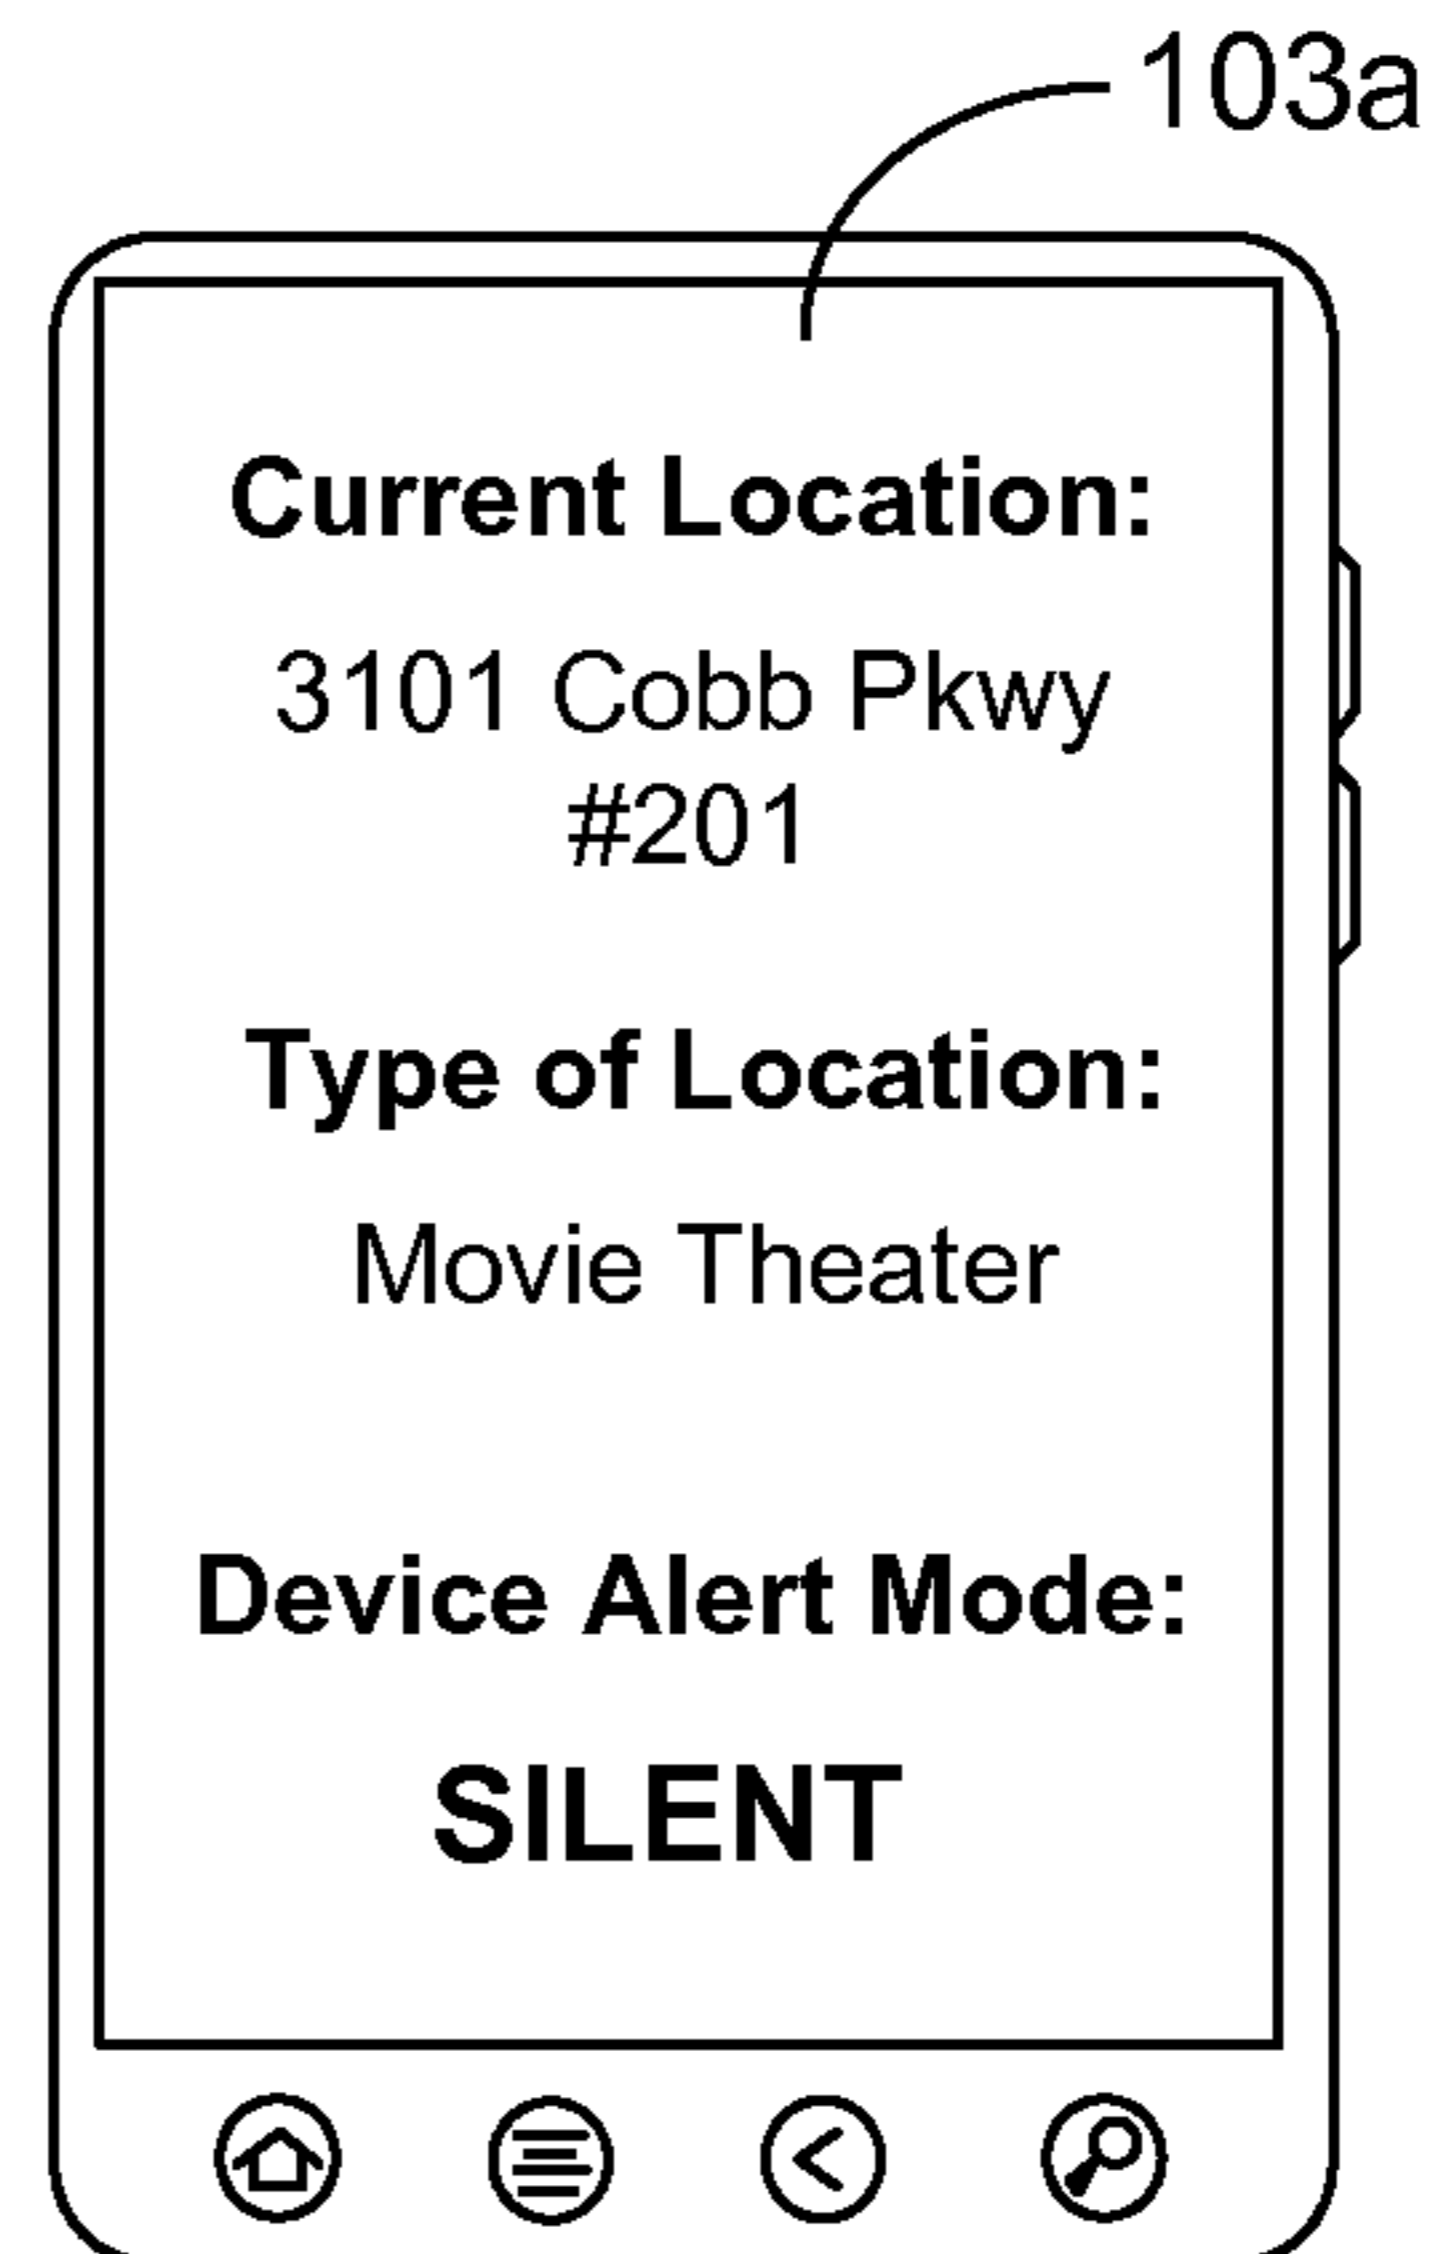 103a
Current Location:
3101 Cobb Pkwy
#201
Type of Location:
Movie Theater
Device Alert Mode:
SILENT